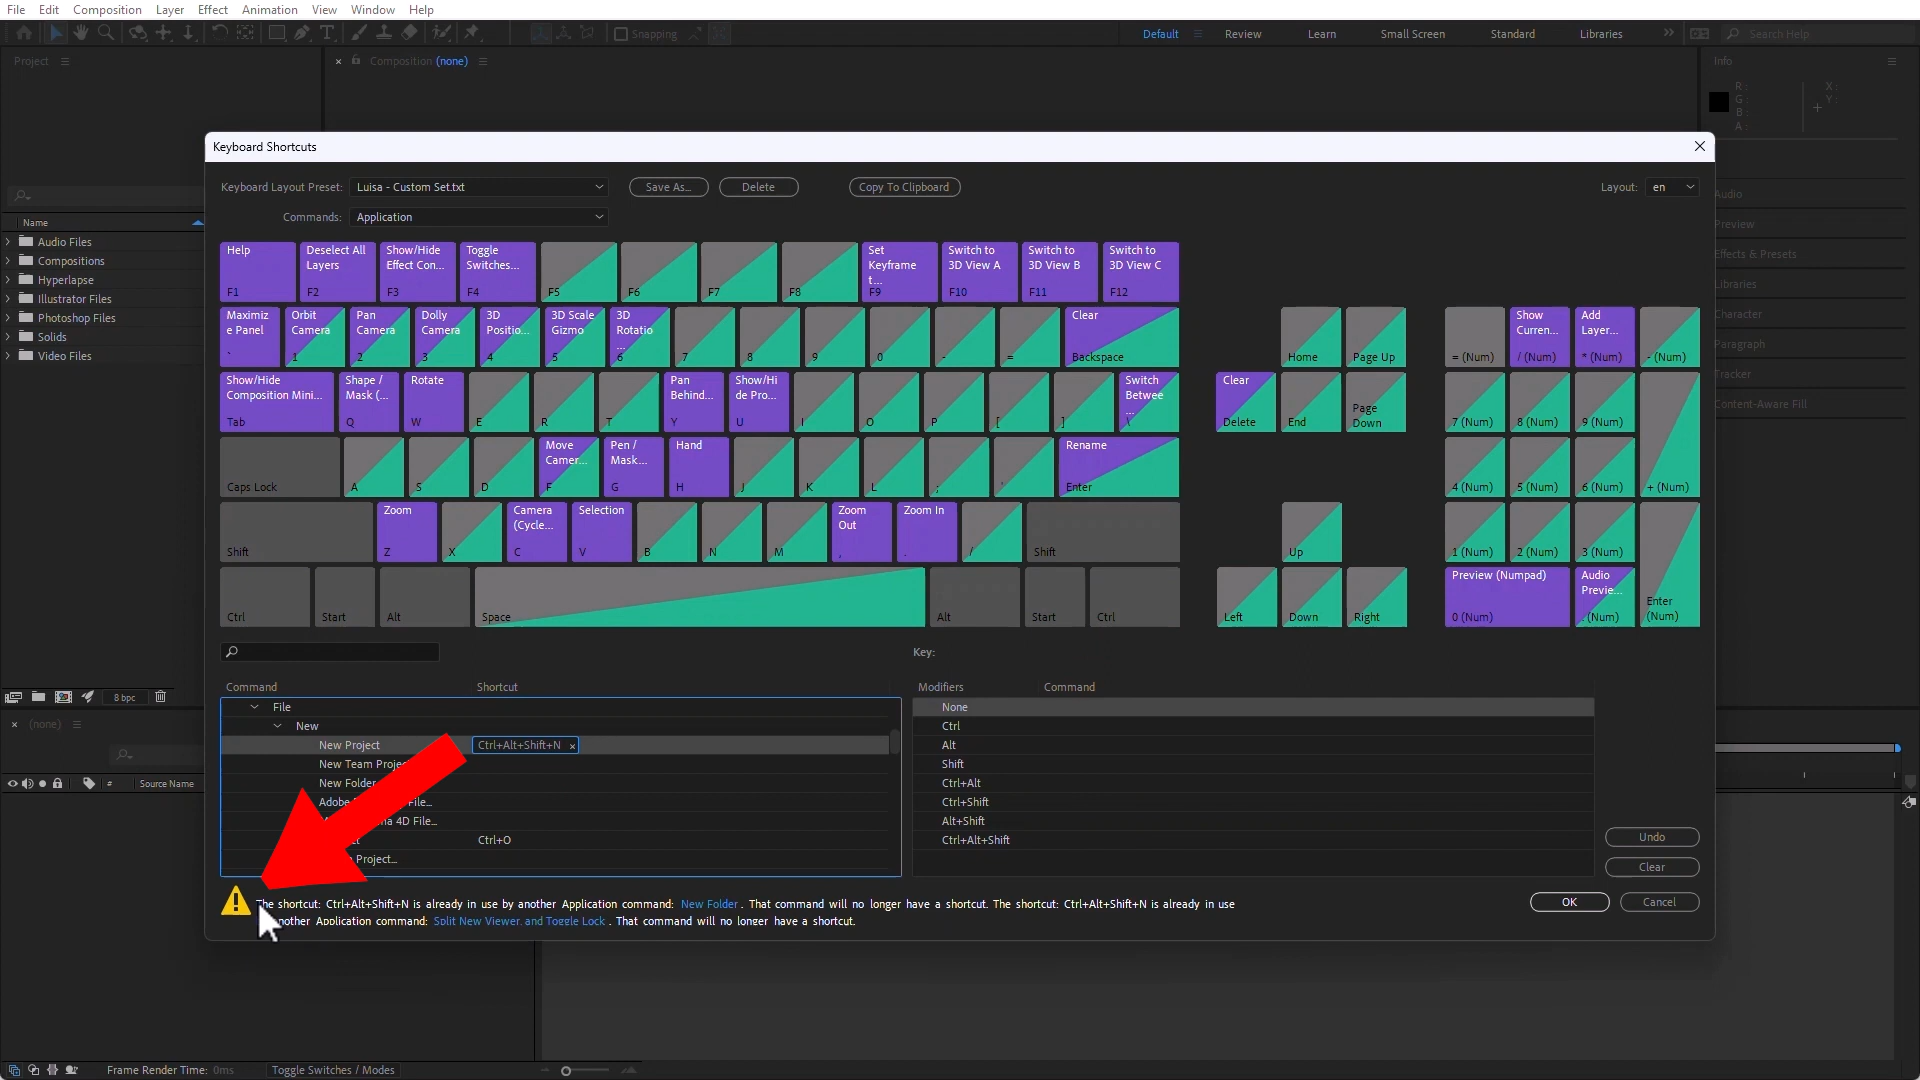 File Edit Composition Layer Effect Animation View Window Help
Snapping
Default Review Learn Small Screen Standard Libraries Search Help
Project
Composition (none)
Info
R :
G :
B :
A :
X :
Y :
Name
Audio Files
Compositions
Hyperlapse
Illustrator Files
Photoshop Files
Solids
Video Files
8 bpc
(none)
# Source Name
Audio
Preview
Effects & Presets
Libraries
Character
Paragraph
Tracker
Content-Aware Fill
Keyboard Shortcuts
Keyboard Layout Preset: Luisa - Custom Set.txt Save As... Delete Copy To Clipboard Layout: en
Commands: Application
Help F1
Deselect All Layers F2
Show/Hide Effect Con... F3
Toggle Switches... F4
F5
F6
F7
F8
Set Keyframe t... F9
Switch to 3D View A F10
Switch to 3D View B F11
Switch to 3D View C F12
Maximiz e Panel `
Orbit Camera 1
Pan Camera 2
Dolly Camera 3
3D Positio... 4
3D Scale Gizmo 5
3D Rotatio ... 6
7
8
9
0
-
=
Clear Backspace
Home
Page Up
= (Num)
Show Curren... / (Num)
Add Layer... * (Num)
- (Num)
Show/Hide Composition Mini... Tab
Shape / Mask (... Q
Rotate W
E
R
T
Pan Behind... Y
Show/Hi de Pro... U
I
O
P
[
]
Switch Betwee ... \
Clear Delete
End
Page Down
7 (Num)
8 (Num)
9 (Num)
+ (Num)
Caps Lock
A
S
D
Move Camer... F
Pen / Mask... G
Hand H
J
K
L
;
'
Rename Enter
4 (Num)
5 (Num)
6 (Num)
Shift
Zoom Z
X
Camera (Cycle... C
Selection V
B
N
M
Zoom Out ,
Zoom In .
/
Shift
Up
1 (Num)
2 (Num)
3 (Num)
Enter (Num)
Ctrl
Start
Alt
Space
Alt
Start
Ctrl
Left
Down
Right
Preview (Numpad) 0 (Num)
Audio Previe... . (Num)
Key:
Command Shortcut
Modifiers Command
File
New
New Project Ctrl+Alt+Shift+N
New Team Projec
New Folder
Adobe File...
4D File...
Ctrl+O
Project...
None
Ctrl
Alt
Shift
Ctrl+Alt
Ctrl+Shift
Alt+Shift
Ctrl+Alt+Shift
Undo
Clear
The shortcut: Ctrl+Alt+Shift+N is already in use by another Application command: New Folder . That command will no longer have a shortcut. The shortcut: Ctrl+Alt+Shift+N is already in use
another Application command: Split New Viewer. and Toggle Lock . That command will no longer have a shortcut.
OK Cancel
Frame Render Time: 0ms Toggle Switches / Modes